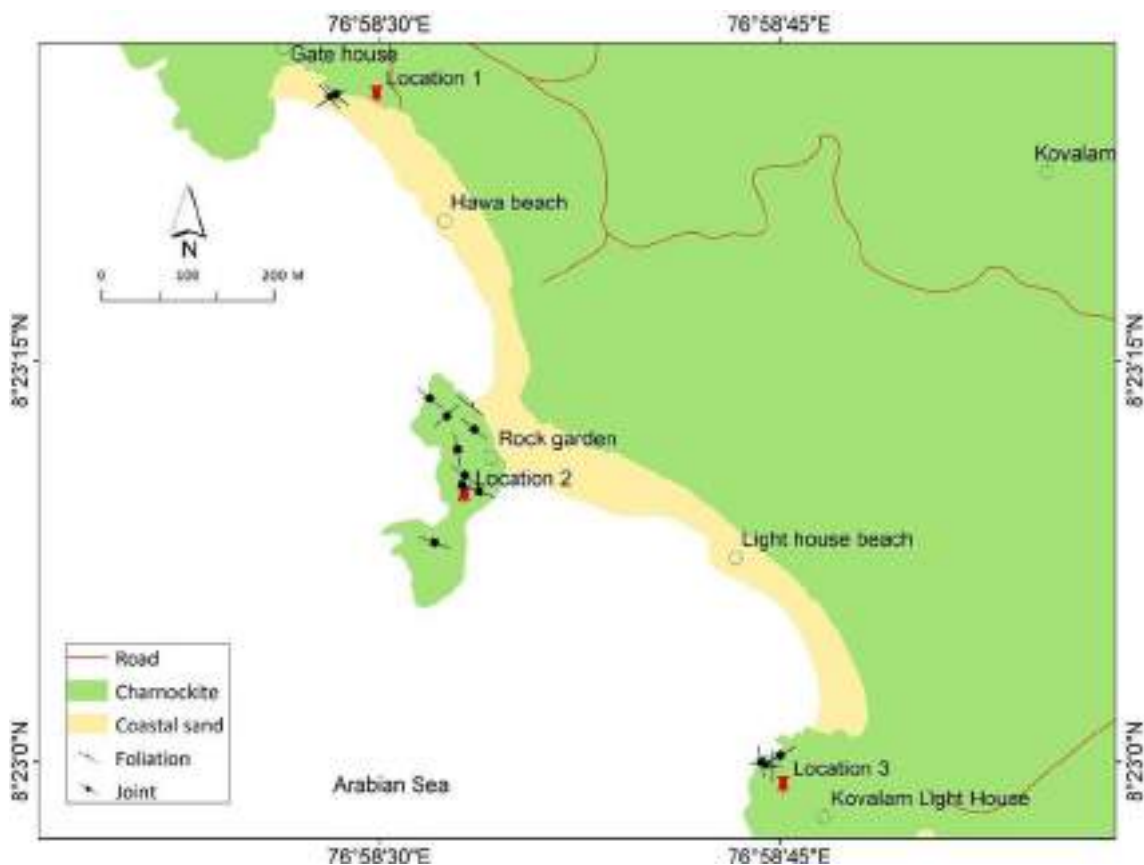 76°58'30"E 76°58'45"E
Gate house
Location 1
Kovalam
Hawa beach
N
0 100 200 M
8°23'15"N 8°23'15"N
Rock garden
Location 2
Light house beach
Road
Charnockite
Coastal sand
Foliation
Joint
8°23'0"N 8°23'0"N
Location 3
Arabian Sea
Kovalam Light House
76°58'30"E 76°58'45"E